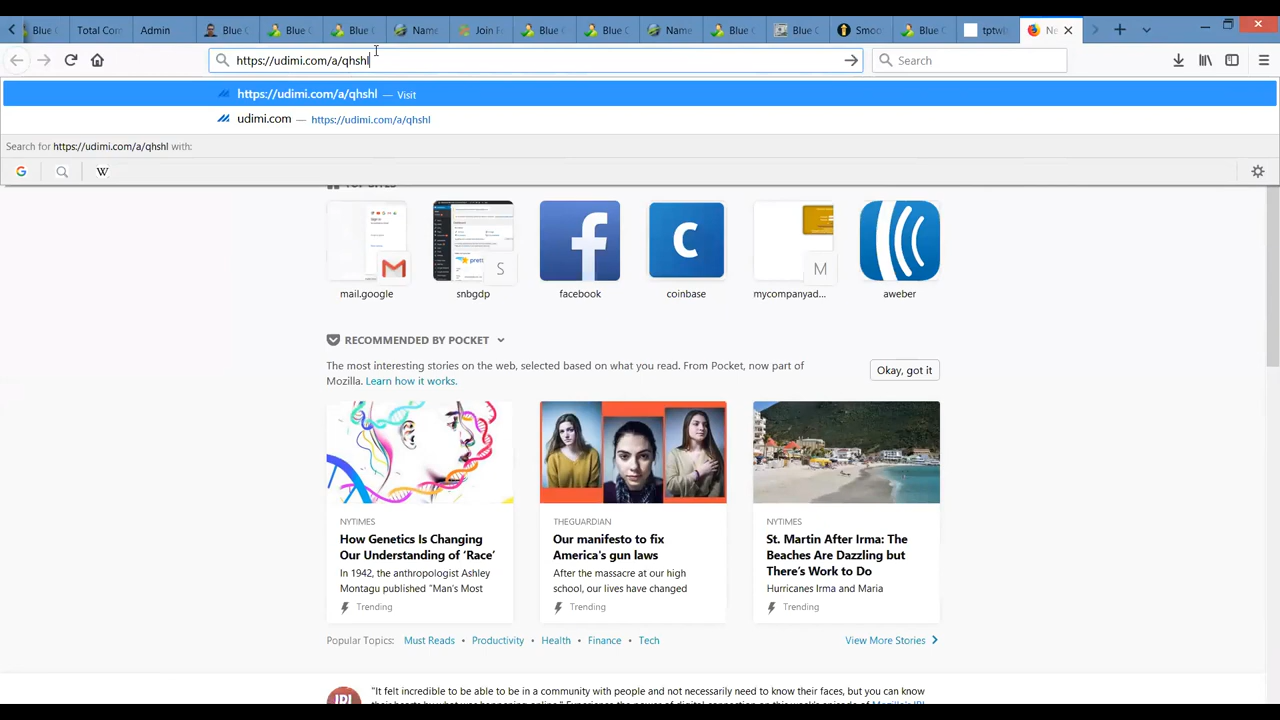 Blue
Total Com
Admin
Blue
Blue
Blue
Name
Join F
Blue
Blue
Name
Blue
Blue
Smoo
Blue
tptwl
Ne
https://udimi.com/a/qhshl
Search
https://udimi.com/a/qhshl — Visit
udimi.com — https://udimi.com/a/qhshl
Search for https://udimi.com/a/qhshl with:
G W
TOP SITES
S
C
M
mail.google
snbgdp
facebook
coinbase
mycompanyad...
aweber
RECOMMENDED BY POCKET
The most interesting stories on the web, selected based on what you read. From Pocket, now part of
Mozilla. Learn how it works.
Okay, got it
NYTIMES
How Genetics Is Changing
Our Understanding of ‘Race’
In 1942, the anthropologist Ashley
Montagu published “Man’s Most
Trending
THEGUARDIAN
Our manifesto to fix
America's gun laws
After the massacre at our high
school, our lives have changed
Trending
NYTIMES
St. Martin After Irma: The
Beaches Are Dazzling but
There’s Work to Do
Hurricanes Irma and Maria
Trending
Popular Topics: Must Reads • Productivity • Health • Finance • Tech
View More Stories
IRL
"It felt incredible to be able to be in a community with people and not necessarily need to know their faces, but you can know